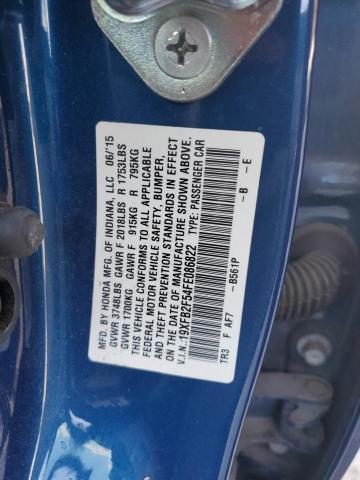 MFD. BY HONDA MFG. OF INDIANA, LLC 06/'15
GVWR 3748LBS GAWR F 2018LBS R 1753LBS
GVWR 1700KG GAWR F 915KG R 795KG
THIS VEHICLE CONFORMS TO ALL APPLICABLE
FEDERAL MOTOR VEHICLE SAFETY, BUMPER,
AND THEFT PREVENTION STANDARDS IN EFFECT
ON THE DATE OF MANUFACTURE SHOWN ABOVE.
V.I.N.:19XFB2F54FE086822 TYPE: PASSENGER CAR
-B561P -B -E
TR3 F AF7